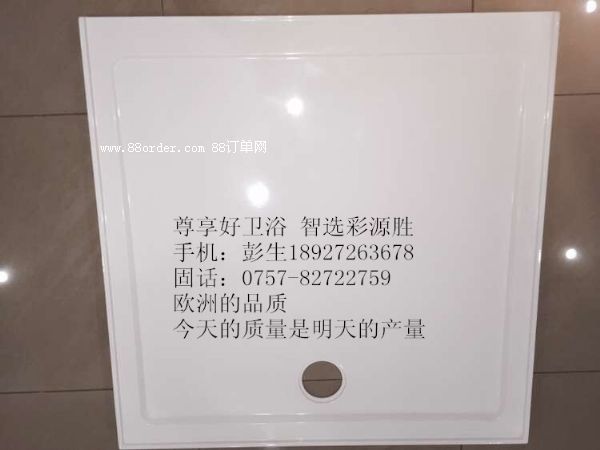 www.88order.com 88订单网
尊享好卫浴 智选彩源胜
手机：彭生18927263678
固话：0757-82722759
欧洲的品质
今天的质量是明天的产量